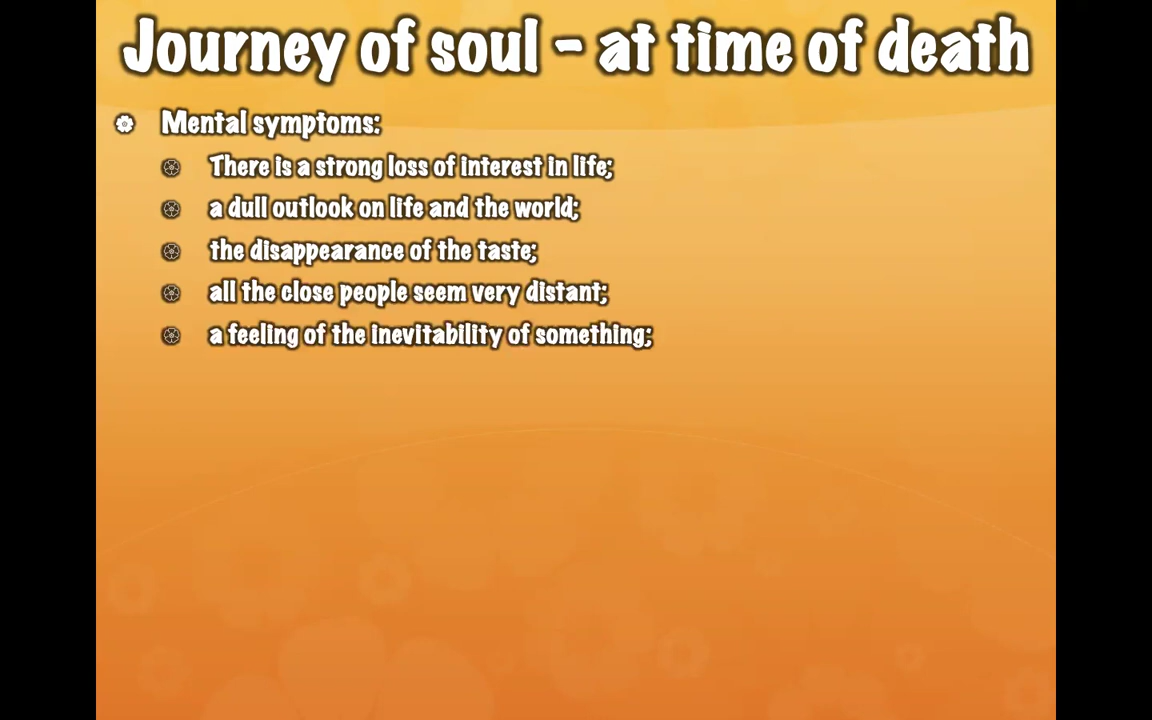 Journey of soul - at time of death
Mental symptoms:
There is a strong loss of interest in life;
a dull outlook on life and the world;
the disappearance of the taste;
all the close people seem very distant;
a feeling of the inevitability of something;